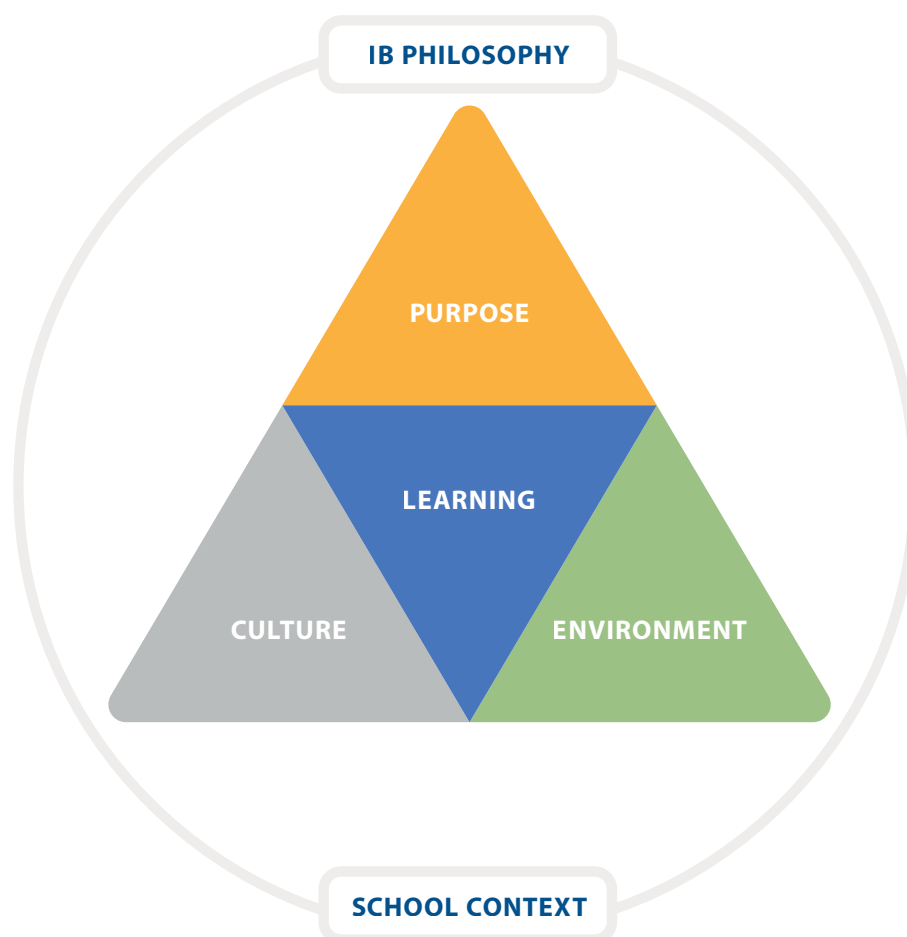 IB PHILOSOPHY
PURPOSE
LEARNING
CULTURE
ENVIRONMENT
SCHOOL CONTEXT